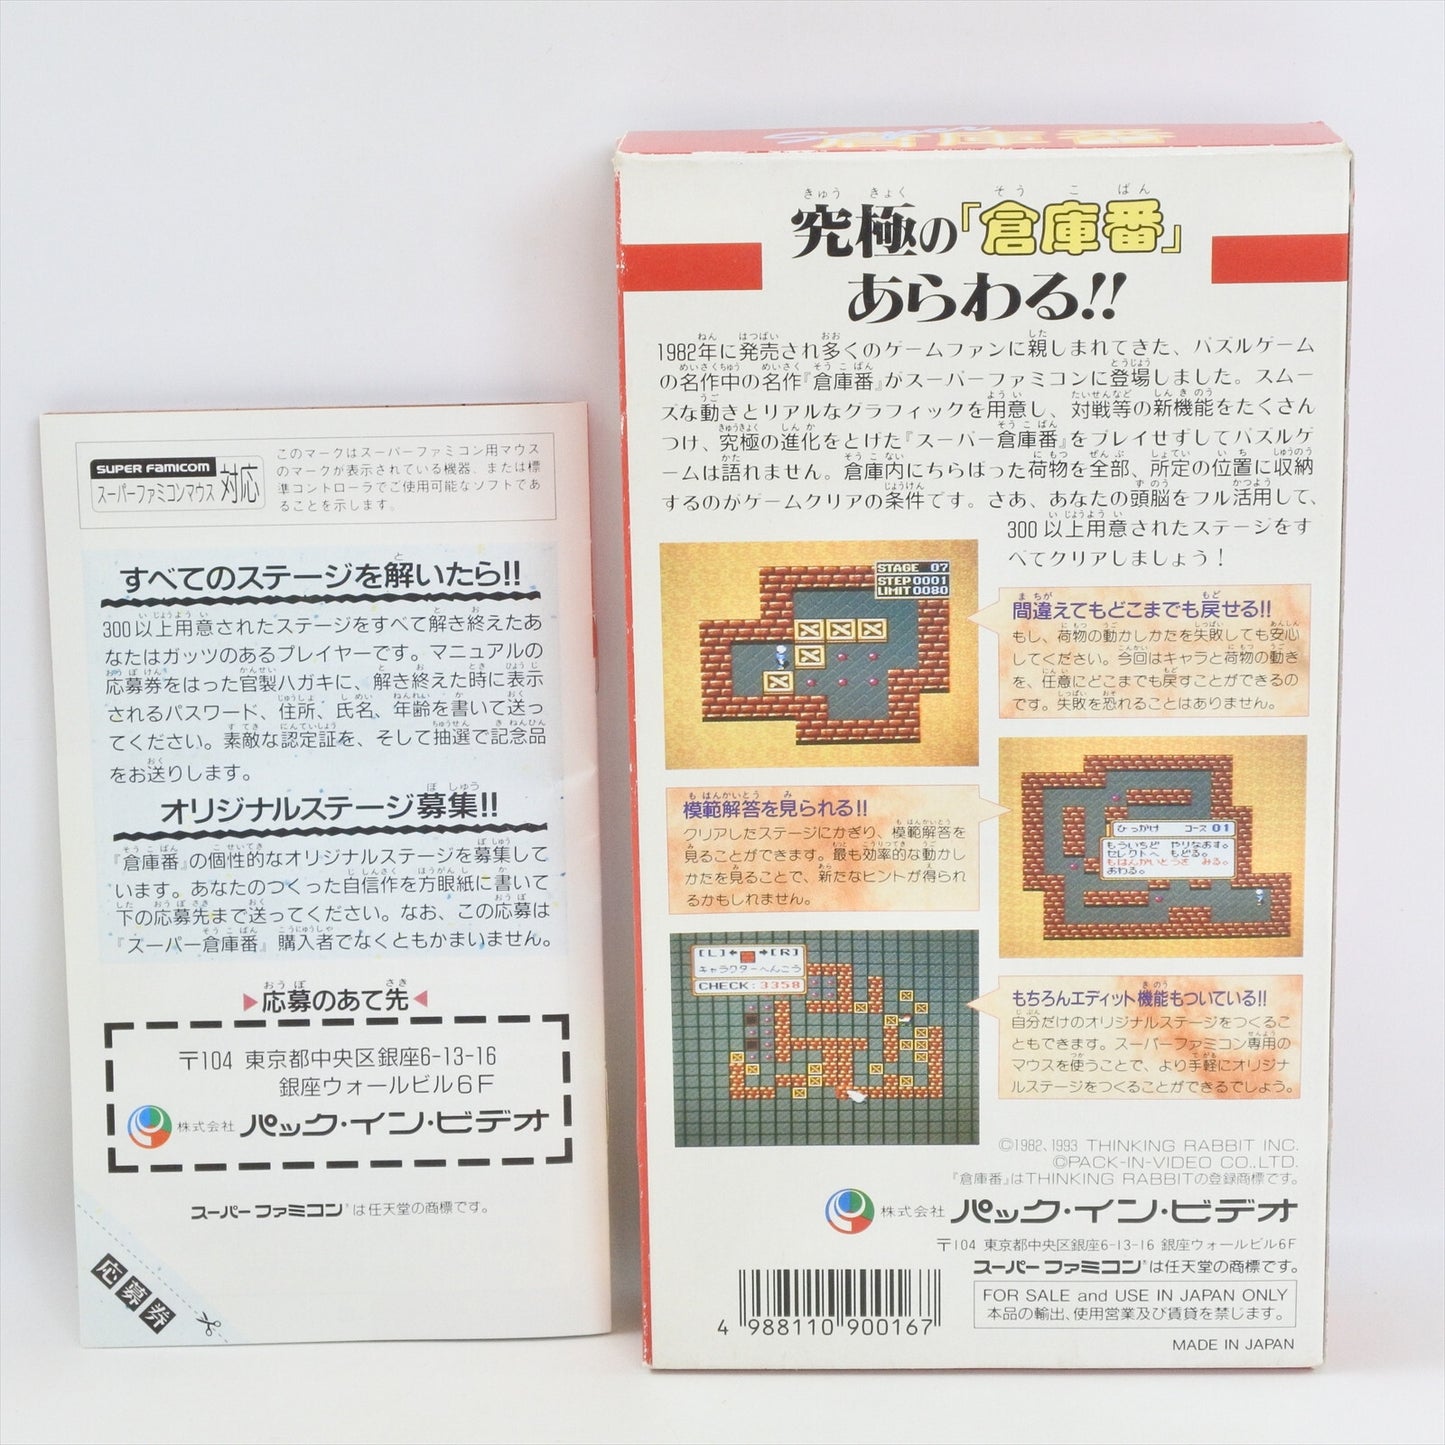 SUPER FAMICOM
スーパーファミコンマウス
対応
このマークはスーパーファミコン用マウス
のマークが表示されている機器、または標
準コントローラでご使用可能なソフトであ
ることを示します。
すべてのステージを解いたら!!
300以上用意されたステージをすべて解き終えたあ
なたはガッツのあるプレイヤーです。マニュアルの
応募券をはった官製ハガキに、解き終えた時に表示
されるパスワード、住所、氏名、年齢を書いて送っ
てください。素敵な認定証を、そして抽選で記念品
をお送りします。
オリジナルステージ募集!!
『倉庫番』の個性的なオリジナルステージを募集して
います。あなたのつくった自信作を方眼紙に書いて
下の応募先まで送ってください。なお、この応募は
『スーパー倉庫番』購入者でなくともかまいません。
▶応募のあて先◀
〒104 東京都中央区銀座6-13-16
銀座ウォールビル6F
株式会社 パック・イン・ビデオ
スーパーファミコン®は任天堂の商標です。
応募券
Super 倉庫番
究極の『倉庫番』
あらわる!!
1982年に発売され多くのゲームファンに親しまれてきた、パズルゲーム
の名作中の名作『倉庫番』がスーパーファミコンに登場しました。スムー
ズな動きとリアルなグラフィックを用意し、対戦等の新機能をたくさん
つけ、究極の進化をとげた『スーパー倉庫番』をプレイせずしてパズルゲ
ームは語れません。倉庫内にちらばった荷物を全部、所定の位置に収納
するのがゲームクリアの条件です。さあ、あなたの頭脳をフル活用して、
300以上用意されたステージをす
べてクリアしましょう!
STAGE 07
STEP 0001
LIMIT 0080
間違えてもどこまでも戻せる!!
もし、荷物の動かしかたを失敗しても安心
してください。今回はキャラと荷物の動き
を、任意にどこまでも戻すことができるの
です。失敗を恐れることはありません。
模範解答を見られる!!
クリアしたステージにかぎり、模範解答を
見ることができます。最も効率的な動かし
かたを見ることで、新たなヒントが得られ
るかもしれません。
ひっかけ コース 01
もういちど やりなおす。
セレクトへ もどる。
もはんかいとうを みる。
おわる。
[L]← →[R]
キャラクターへんこう
CHECK:3358
もちろんエディット機能もついている!!
自分だけのオリジナルステージをつくるこ
ともできます。スーパーファミコン専用の
マウスを使うことで、より手軽にオリジナ
ルステージをつくることができるでしょう。
©1982,1993 THINKING RABBIT INC.
©PACK-IN-VIDEO CO.,LTD.
『倉庫番』はTHINKING RABBITの登録商標です。
株式会社 パック・イン・ビデオ
〒104 東京都中央区銀座6-13-16 銀座ウォールビル6F
スーパーファミコン®は任天堂の商標です。
FOR SALE and USE IN JAPAN ONLY
本品の輸出、使用営業及び賃貸を禁じます。
4 988110 900167
MADE IN JAPAN